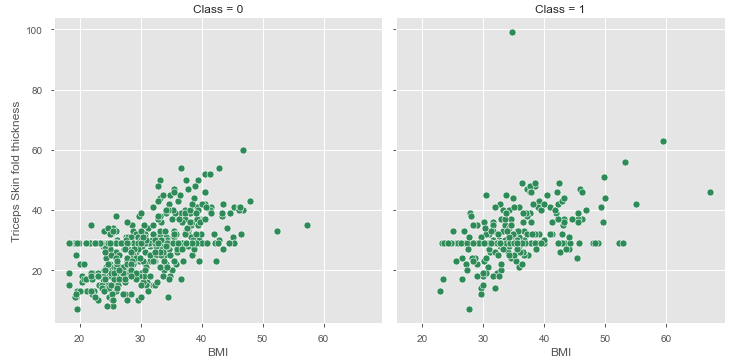 Class = 0
Class = 1
Triceps Skin fold thickness
100
80
60
40
20
20 30 40 50 60
20 30 40 50 60
BMI
BMI